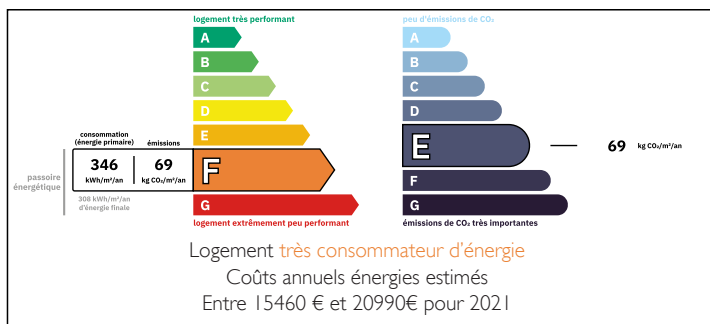 logement très performant
A
B
C
D
E
consommation
(énergie primaire)
émissions
346
kWh/m²/an
69
kg CO₂/m²/an
F
passoire
énergétique
308 kWh/m²/an
d'énergie finale
G
logement extrêmement peu performant
peu d'émissions de CO₂
A
B
C
D
E
69 kg CO₂/m²/an
F
G
émissions de CO₂ très importantes
Logement très consommateur d'énergie
Coûts annuels énergies estimés
Entre 15460 € et 20990€ pour 2021